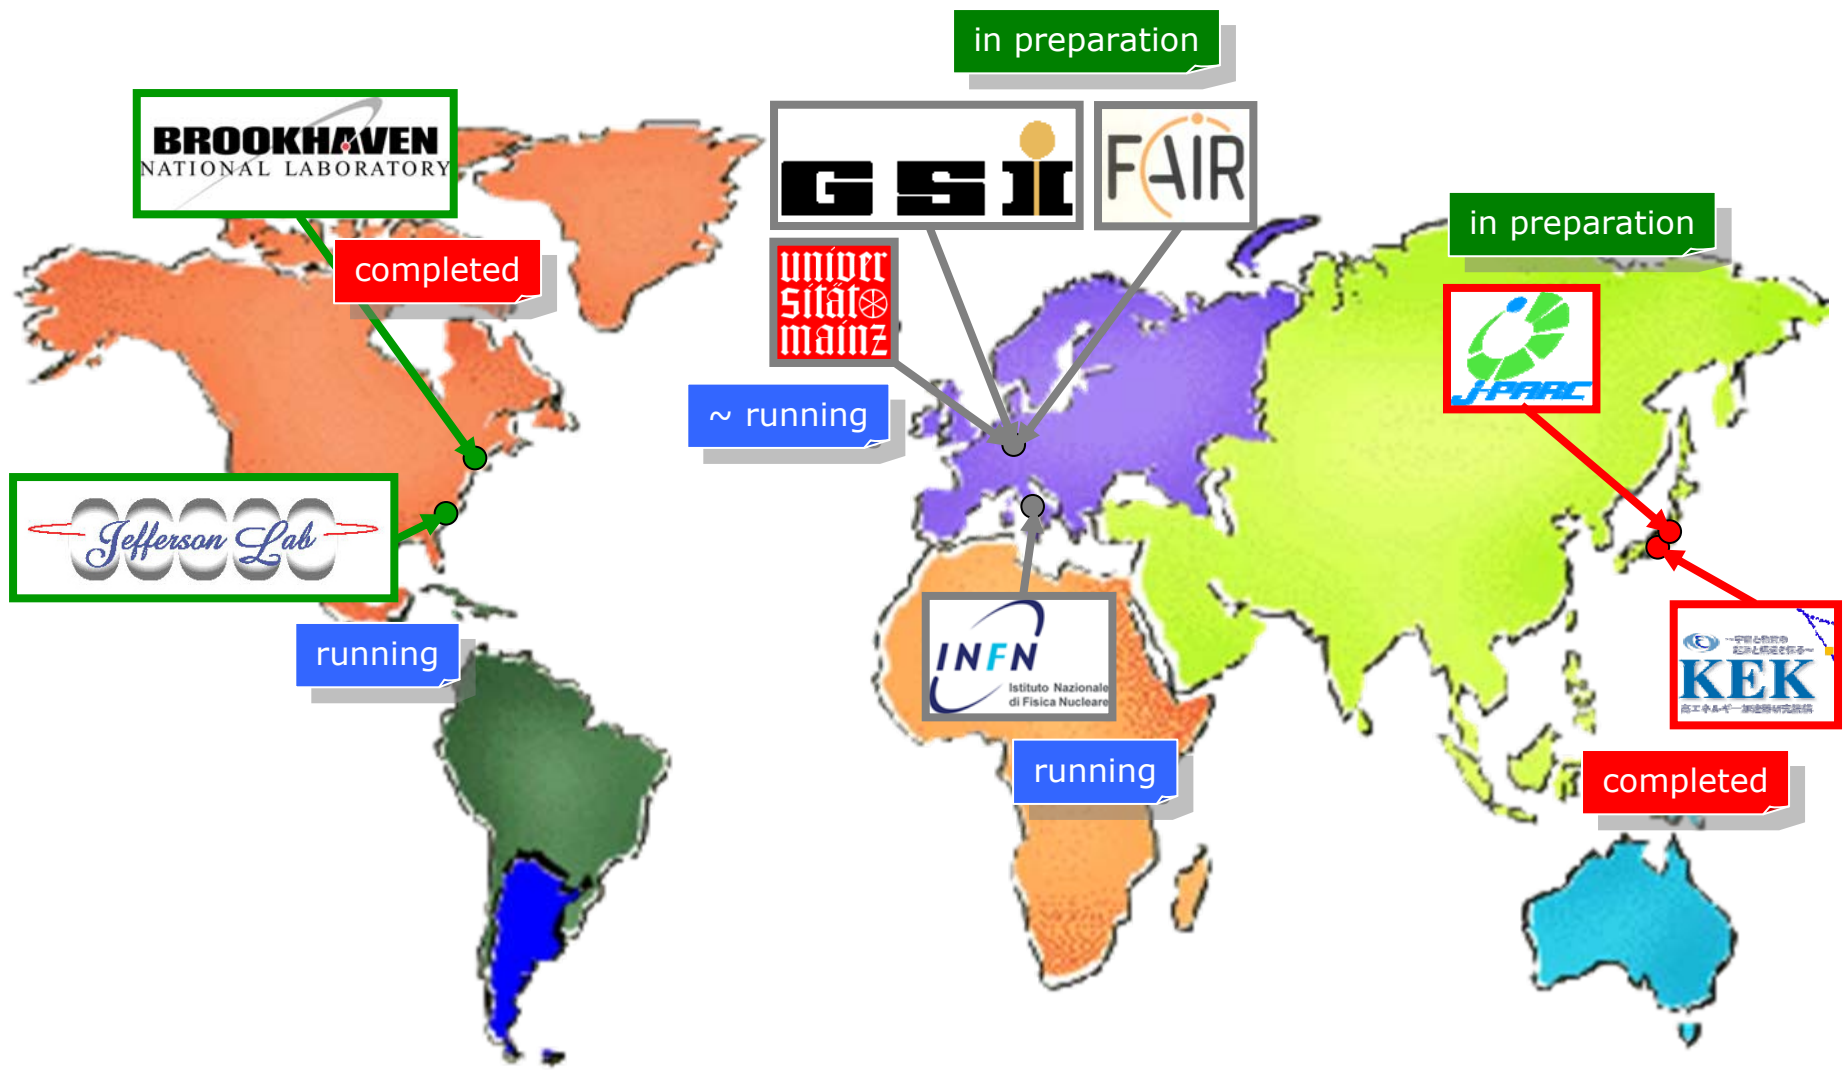 in preparation
BROOKHAVEN
NATIONAL LABORATORY
GSI
FAIR
in preparation
completed
univer
sität
mainz
J-PARC
~ running
Jefferson Lab
INFN
Istituto Nazionale
di Fisica Nucleare
KEK
running
running
completed